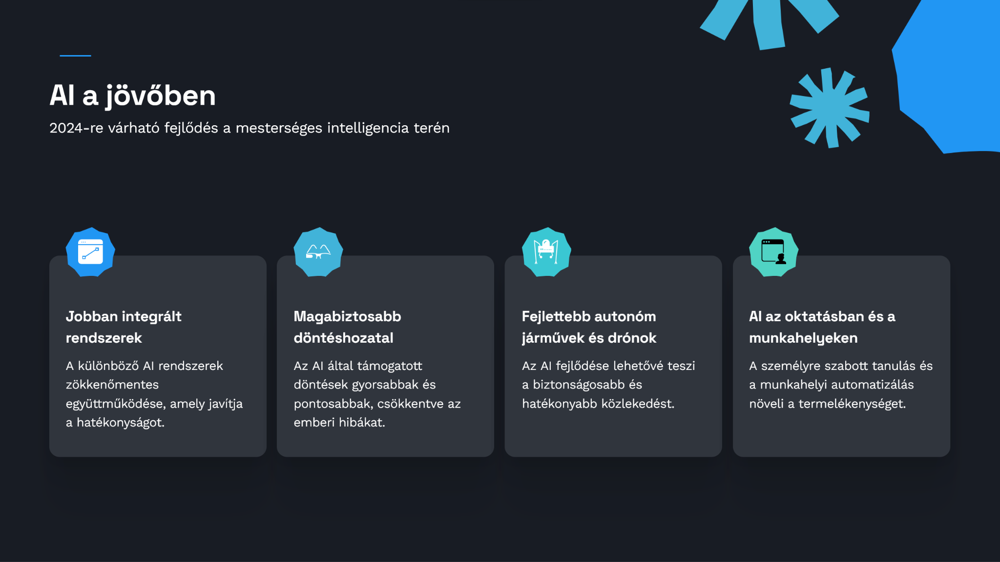 AI a jövőben
2024-re várható fejlődés a mesterséges intelligencia terén
Jobban integrált
rendszerek
A különböző AI rendszerek
zökkenőmentes
együttműködése, amely javítja
a hatékonyságot.
Magabiztosabb
döntéshozatal
Az AI által támogatott
döntések gyorsabbak és
pontosabbak, csökkentve az
emberi hibákat.
Fejlettebb autonóm
járművek és drónok
Az AI fejlődése lehetővé teszi
a biztonságosabb és
hatékonyabb közlekedést.
AI az oktatásban és a
munkahelyeken
A személyre szabott tanulás és
a munkahelyi automatizálás
növeli a termelékenységet.